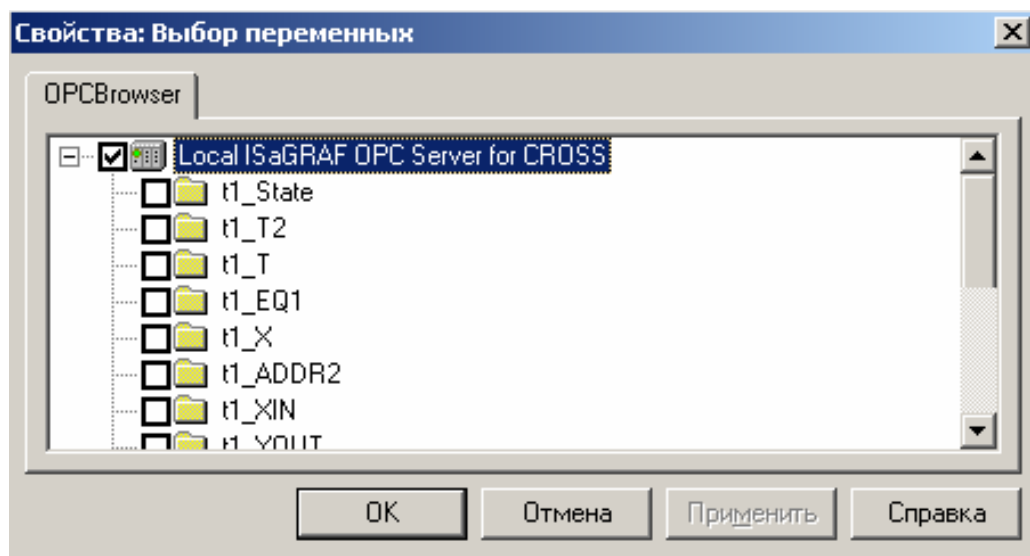 Свойства: Выбор переменных
OPCBrowser
Local ISaGRAF OPC Server for CROSS
t1_State
t1_T2
t1_T
t1_EQ1
t1_X
t1_ADDR2
t1_XIN
t1_YOUT
OK Отмена Применить Справка